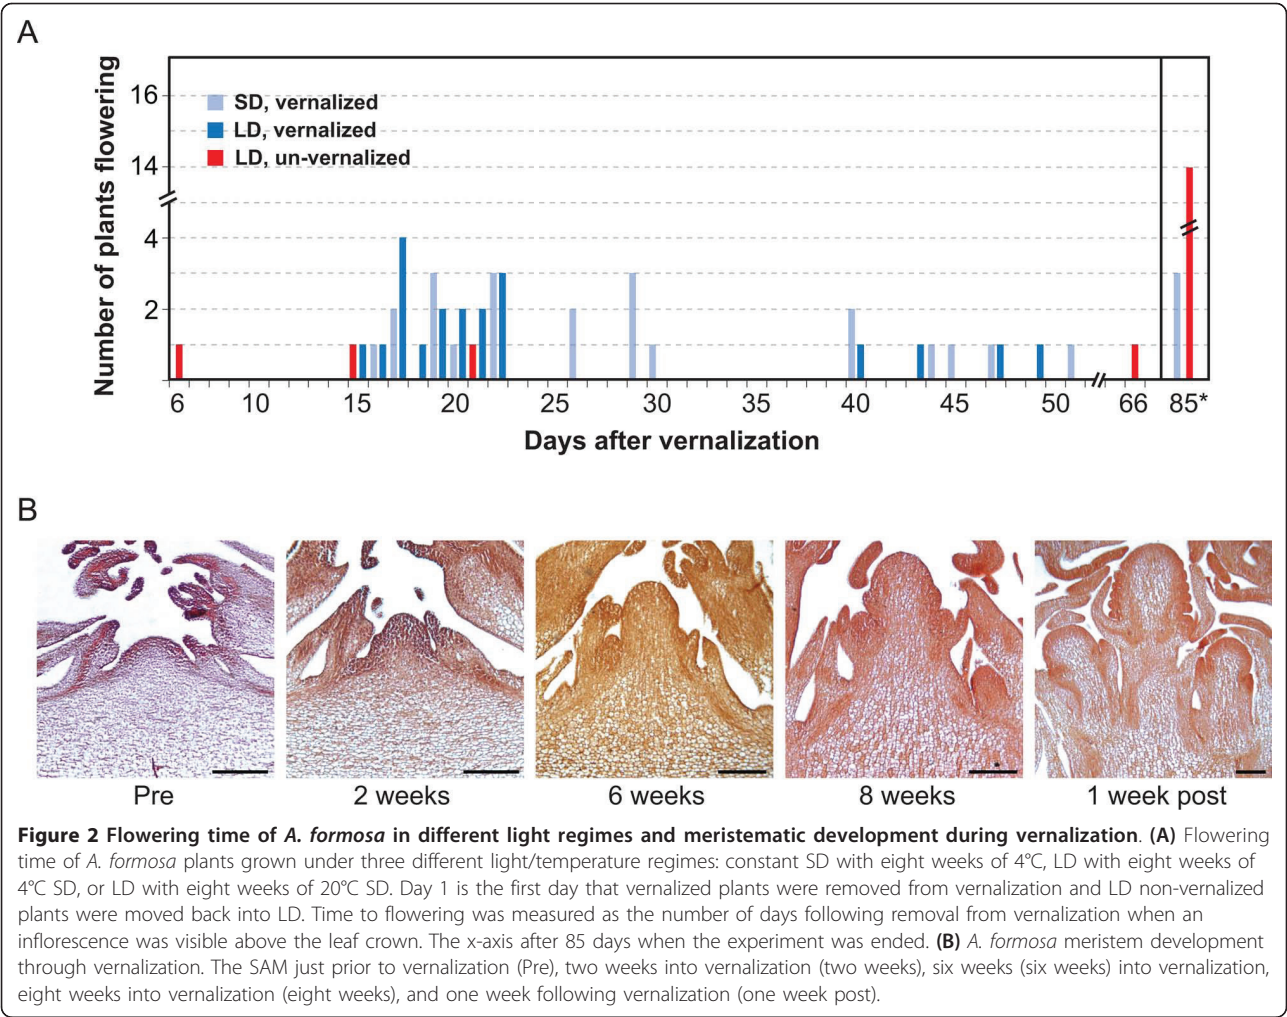 A
Number of plants flowering
16
14
4
2
SD, vernalized
LD, vernalized
LD, un-vernalized
6 10 15 20 25 30 40 45 50 66 85*
Days after vernalization
B
Pre 2 weeks 6 weeks 8 weeks 1 week post
Figure 2 Flowering time of A. formosa in different light regimes and meristematic development during vernalization. (A) Flowering
time of A. formosa plants grown under three different light/temperature regimes: constant SD with eight weeks of 4°C, LD with eight weeks of
4°C SD, or LD with eight weeks of 20°C SD. Day 1 is the first day that vernalized plants were removed from vernalization and LD non-vernalized
plants were moved back into LD. Time to flowering was measured as the number of days following removal from vernalization when an
inflorescence was visible above the leaf crown. The x-axis after 85 days when the experiment was ended. (B) A. formosa meristem development
through vernalization. The SAM just prior to vernalization (Pre), two weeks into vernalization (two weeks), six weeks (six weeks) into vernalization,
eight weeks into vernalization (eight weeks), and one week following vernalization (one week post).